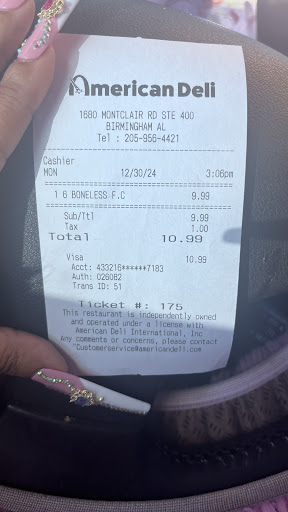 American Deli
1680 MONTCLAIR RD STE 400
BIRMINGHAM AL
Tel : 205-956-4421
Cashier
MON 12/30/24 3:06pm
1 6 BONELESS F.C 9.99
Sub/Ttl 9.99
Tax 1.00
Total 10.99
Visa 10.99
Acct: 433216******7183
Auth: 026082
Trans ID: 51
Ticket #: 175
This restaurant is independently owned
and operated under a license with
American Deli International, Inc
Any comments or concerns, please contact
"Customerservice@americandeli.com